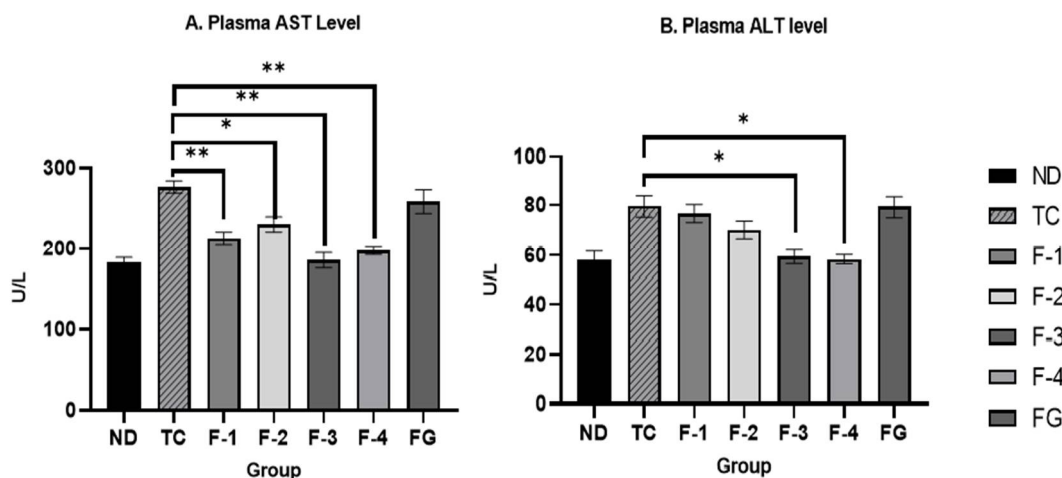 A. Plasma AST Level
**
**
*
**
300
200
100
0
U/L
ND TC F-1 F-2 F-3 F-4 FG
Group
B. Plasma ALT level
*
*
100
80
60
40
20
0
U/L
ND TC F-1 F-2 F-3 F-4 FG
Group
ND
TC
F-1
F-2
F-3
F-4
FG